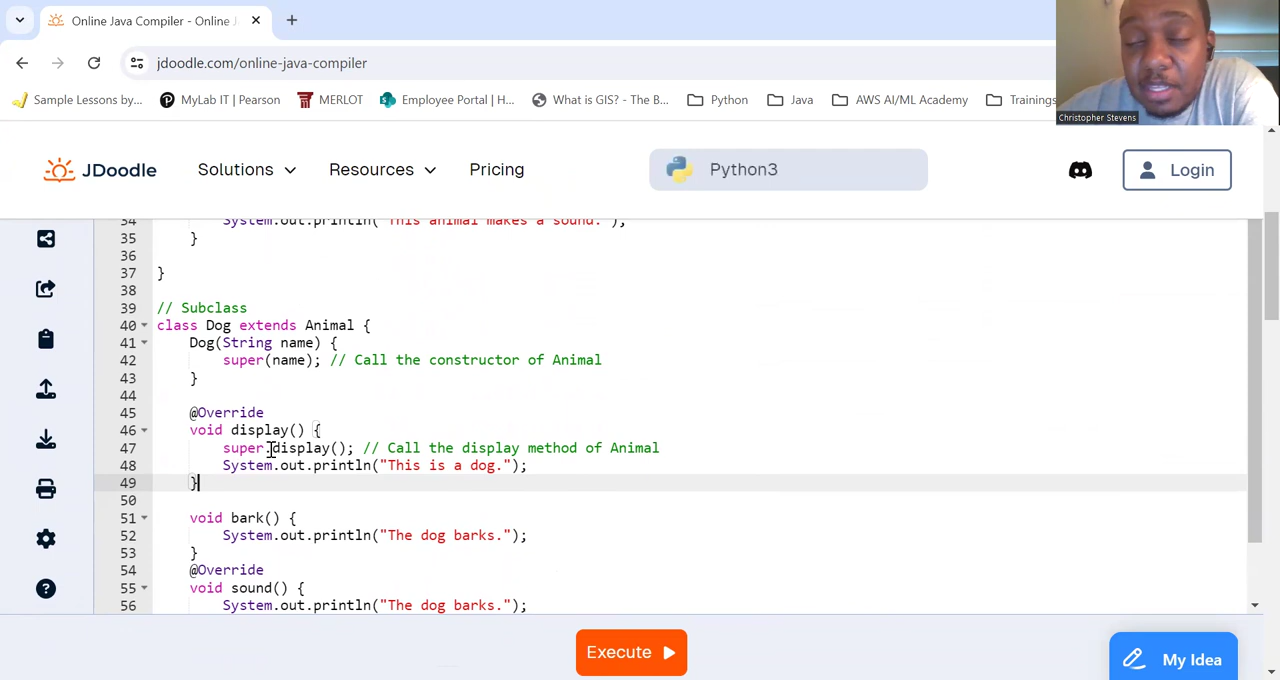 Online Java Compiler - Online J
jdoodle.com/online-java-compiler
Sample Lessons by... MyLab IT | Pearson MERLOT Employee Portal | H... What is GIS? - The B... Python Java AWS AI/ML Academy Trainings
Christopher Stevens
JDoodle Solutions Resources Pricing Python3 Login
34 System.out.println("This animal makes a sound.");
35 }
36
37 }
38
39 // Subclass
40 class Dog extends Animal {
41 Dog(String name) {
42 super(name); // Call the constructor of Animal
43 }
44
45 @Override
46 void display() {
47 super.display(); // Call the display method of Animal
48 System.out.println("This is a dog.");
49 }
50
51 void bark() {
52 System.out.println("The dog barks.");
53 }
54 @Override
55 void sound() {
56 System.out.println("The dog barks.");
Execute
My Idea